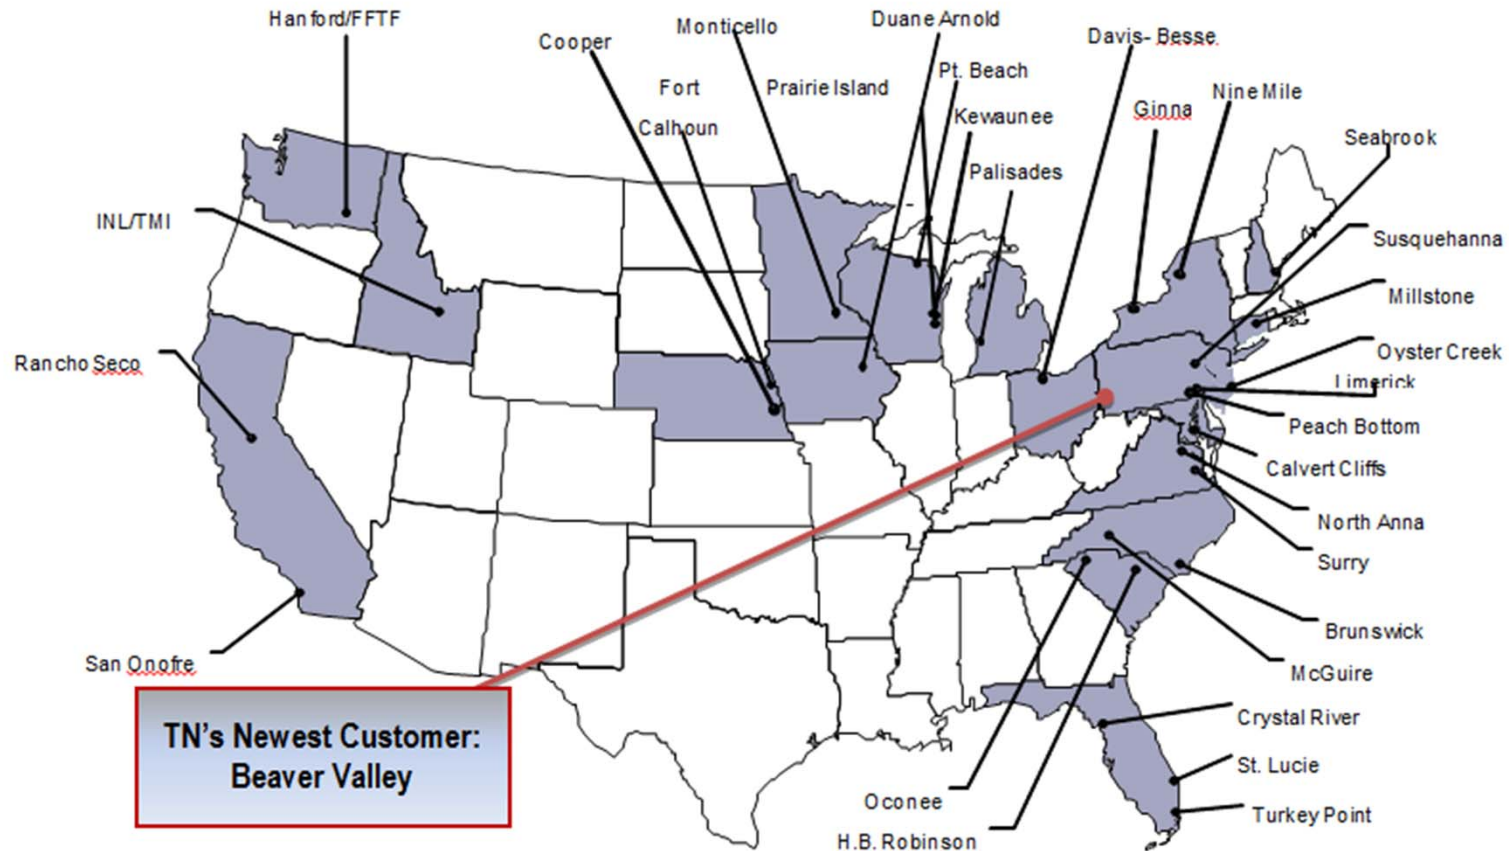 Hanford/FFTF
Cooper
Monticello
Duane Arnold
Davis- Besse
Fort
Calhoun
Prairie Island
Pt. Beach
Kewaunee
Palisades
Ginna
Nine Mile
Seabrook
INL/TMI
Susquehanna
Millstone
Rancho Seco
Oyster Creek
Limerick
Peach Bottom
Calvert Cliffs
North Anna
Surry
Brunswick
San Onofre
McGuire
TN's Newest Customer:
Beaver Valley
Crystal River
St. Lucie
Oconee
Turkey Point
H.B. Robinson